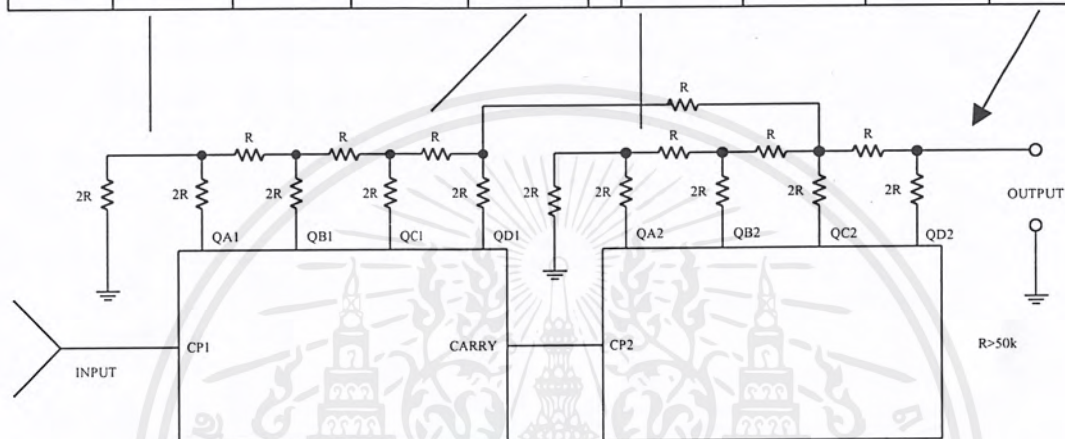 R
R R R R R R
2R 2R 2R 2R 2R 2R 2R 2R 2R 2R
OUTPUT
QA1 QB1 QC1 QD1 QA2 QB2 QC2 QD2
CP1 CARRY CP2 R>50k
INPUT